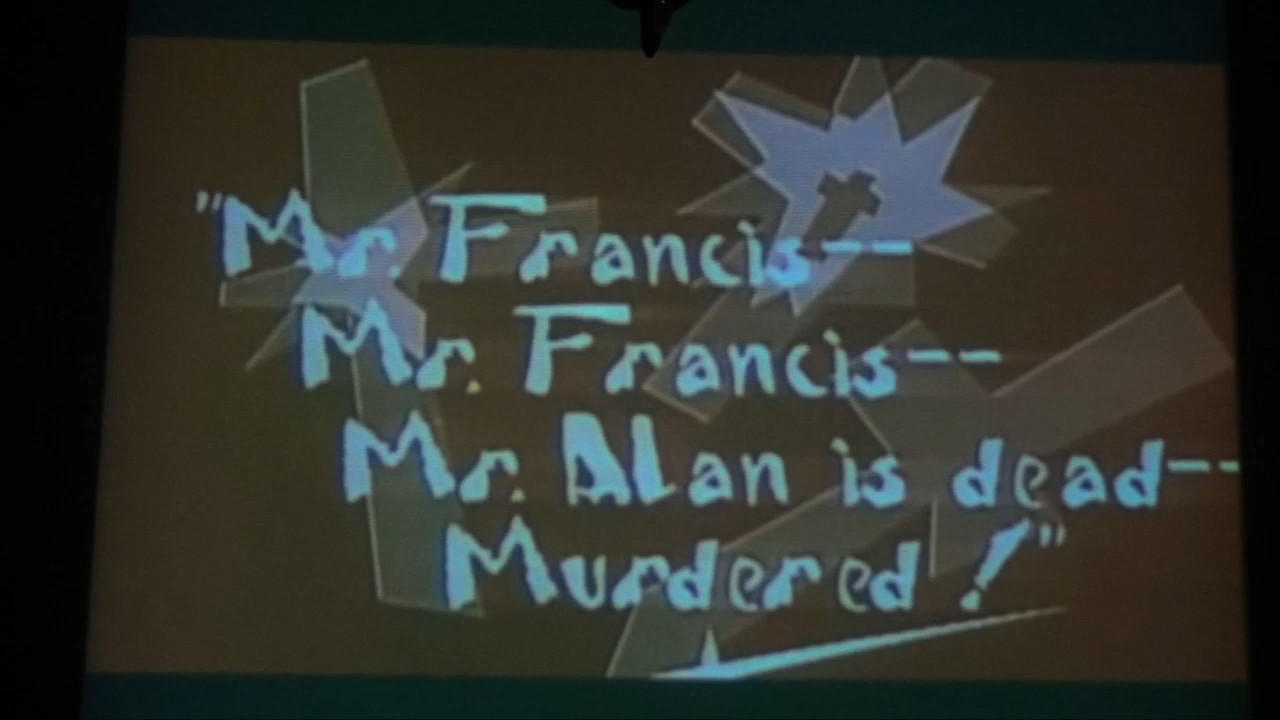 "Mr. Francis--
Mr. Francis--
Mr. Alan is dead--
Murdered!"